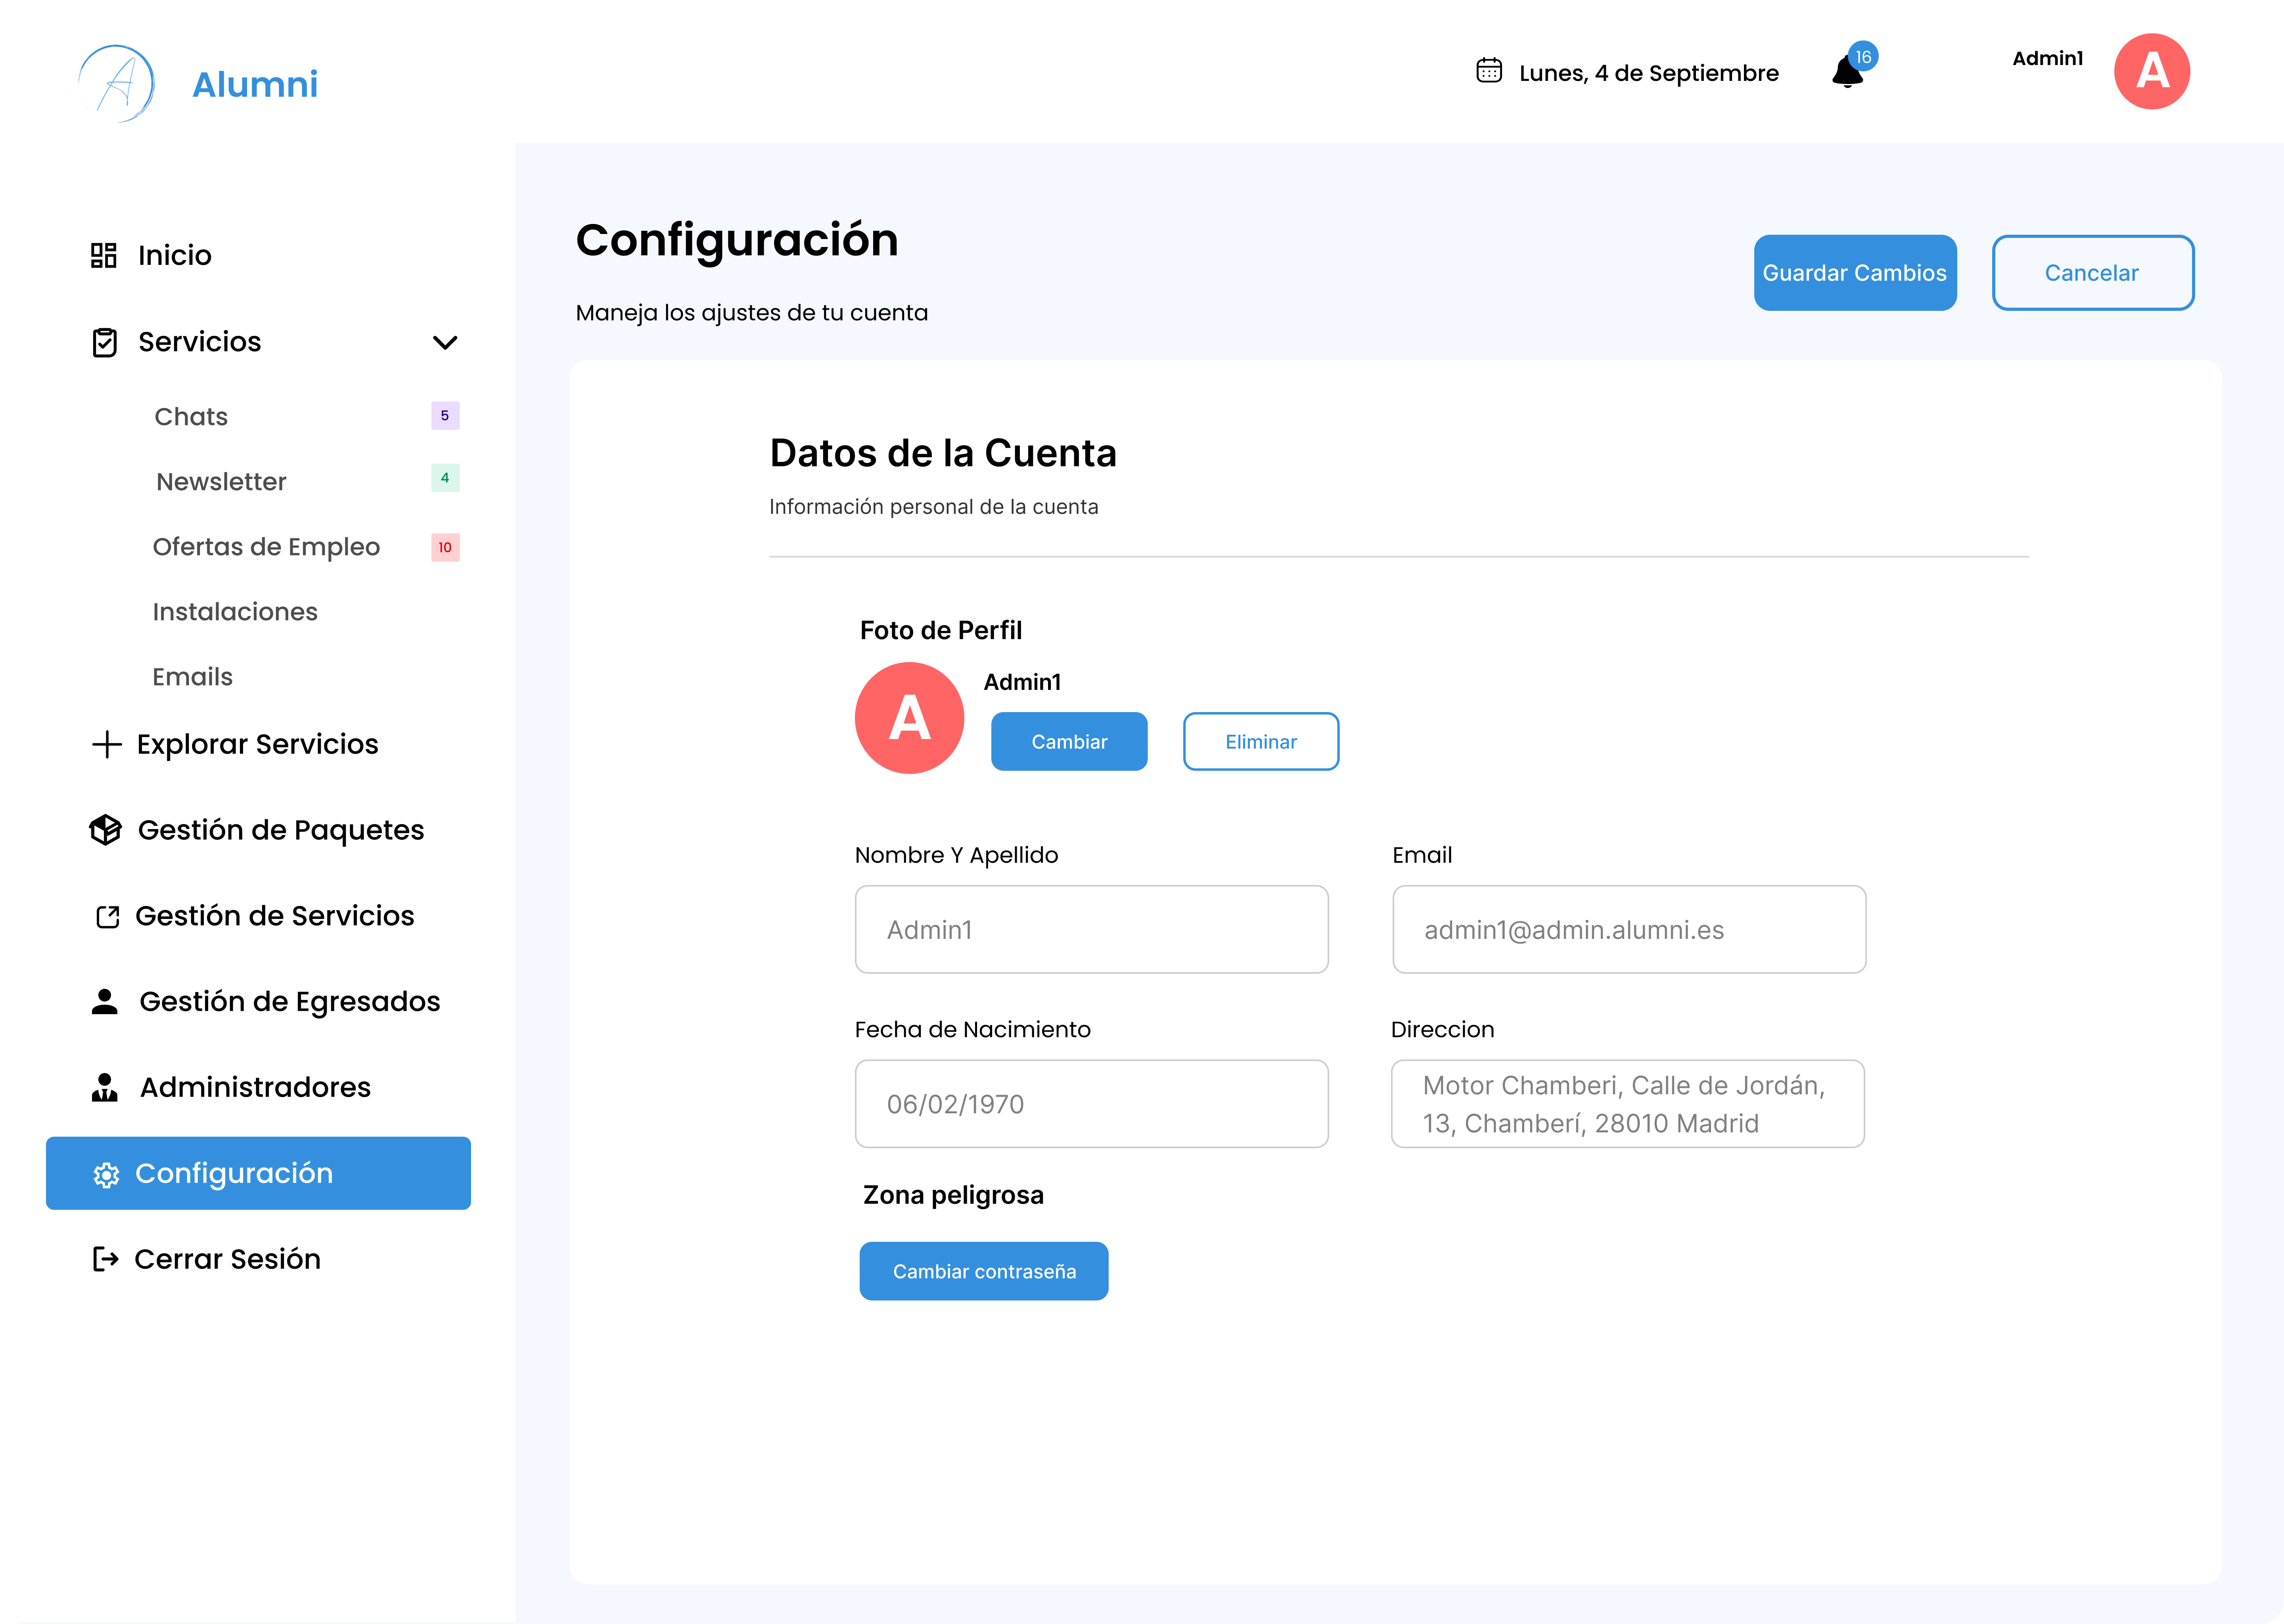 A
Alumni
Lunes, 4 de Septiembre
16
Admin1
A
Inicio
Servicios
Chats
5
Newsletter
4
Ofertas de Empleo
10
Instalaciones
Emails
Explorar Servicios
Gestión de Paquetes
Gestión de Servicios
Gestión de Egresados
Administradores
Configuración
Cerrar Sesión
Configuración
Maneja los ajustes de tu cuenta
Guardar Cambios
Cancelar
Datos de la Cuenta
Información personal de la cuenta
Foto de Perfil
A
Admin1
Cambiar
Eliminar
Nombre Y Apellido
Admin1
Email
admin1@admin.alumni.es
Fecha de Nacimiento
06/02/1970
Direccion
Motor Chamberi, Calle de Jordán,
13, Chamberí, 28010 Madrid
Zona peligrosa
Cambiar contraseña